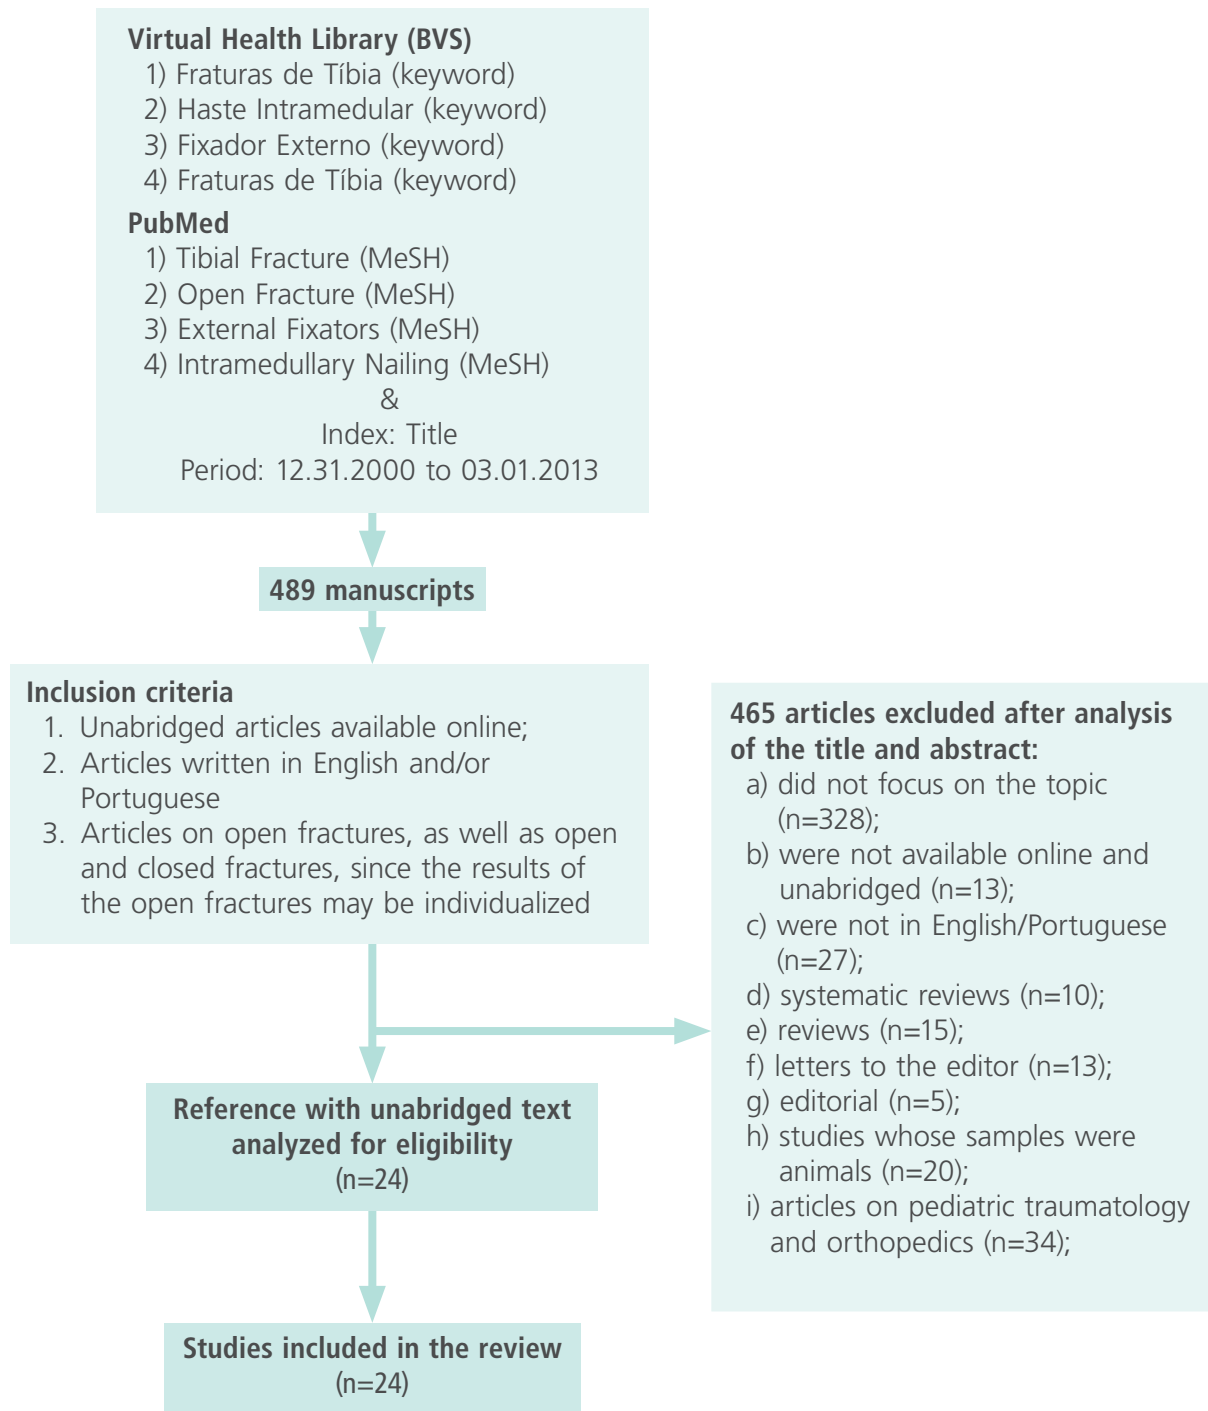 Virtual Health Library (BVS)
1) Fraturas de Tíbia (keyword)
2) Haste Intramedular (keyword)
3) Fixador Externo (keyword)
4) Fraturas de Tíbia (keyword)
PubMed
1) Tibial Fracture (MeSH)
2) Open Fracture (MeSH)
3) External Fixators (MeSH)
4) Intramedullary Nailing (MeSH)
&
Index: Title
Period: 12.31.2000 to 03.01.2013
489 manuscripts
Inclusion criteria
1. Unabridged articles available online;
2. Articles written in English and/or
Portuguese
3. Articles on open fractures, as well as open
and closed fractures, since the results of
the open fractures may be individualized
465 articles excluded after analysis
of the title and abstract:
a) did not focus on the topic
(n=328);
b) were not available online and
unabridged (n=13);
c) were not in English/Portuguese
(n=27);
d) systematic reviews (n=10);
e) reviews (n=15);
f) letters to the editor (n=13);
g) editorial (n=5);
h) studies whose samples were
animals (n=20);
i) articles on pediatric traumatology
and orthopedics (n=34);
Reference with unabridged text
analyzed for eligibility
(n=24)
Studies included in the review
(n=24)